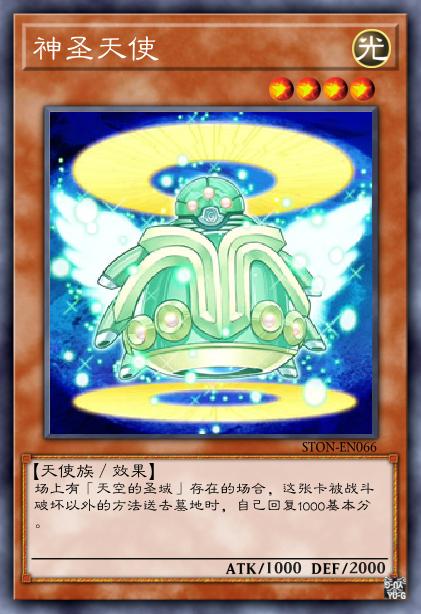 神圣天使
光
STON-EN066
【天使族／效果】
场上有「天空的圣域」存在的场合，这张卡被战斗
破坏以外的方法送去墓地时，自己回复1000基本分
。
ATK/1000 DEF/2000